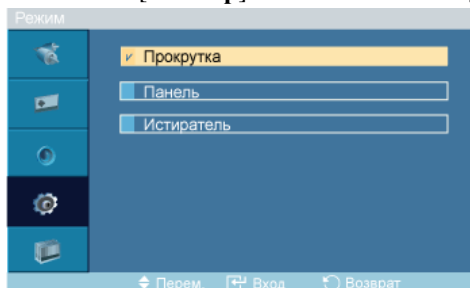 Режим
Прокрутка
Панель
Истиратель
Перем. Вход Возврат